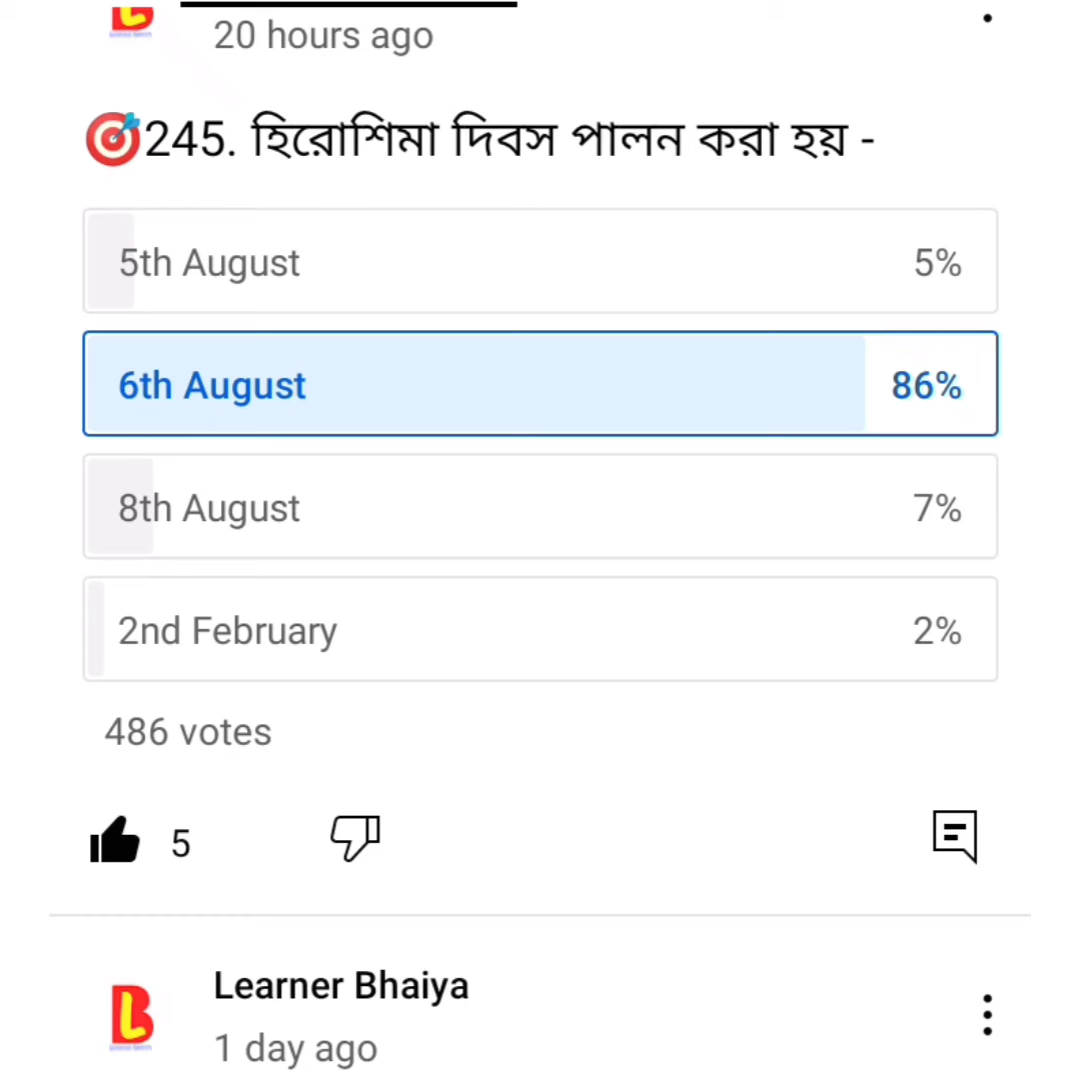 20 hours ago
🎯245. হিরোশিমা দিবস পালন করা হয় -
5th August 5%
6th August 86%
8th August 7%
2nd February 2%
486 votes
5
Learner Bhaiya
1 day ago